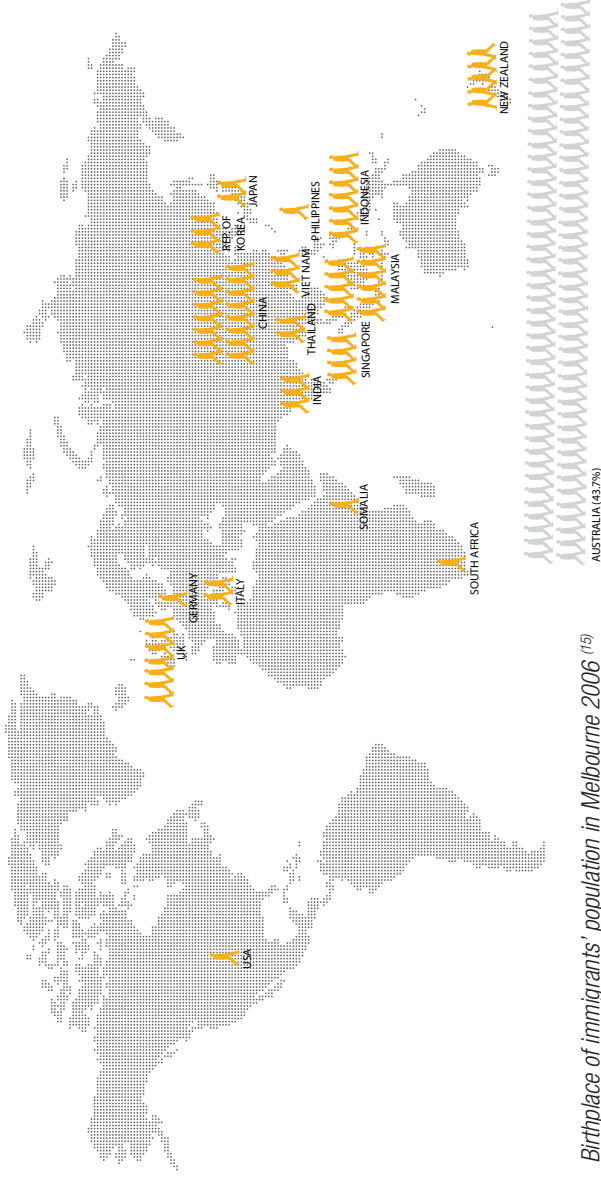 USA
UK
GERMANY
ITALY
SOMALIA
SOUTH AFRICA
INDIA
THAILAND
VIET NAM
CHINA
REP. OF
KOREA
JAPAN
PHILIPPINES
SINGAPORE
MALAYSIA
INDONESIA
NEW ZEALAND
AUSTRALIA (43.7%)
Birthplace of immigrants' population in Melbourne 2006 (15)